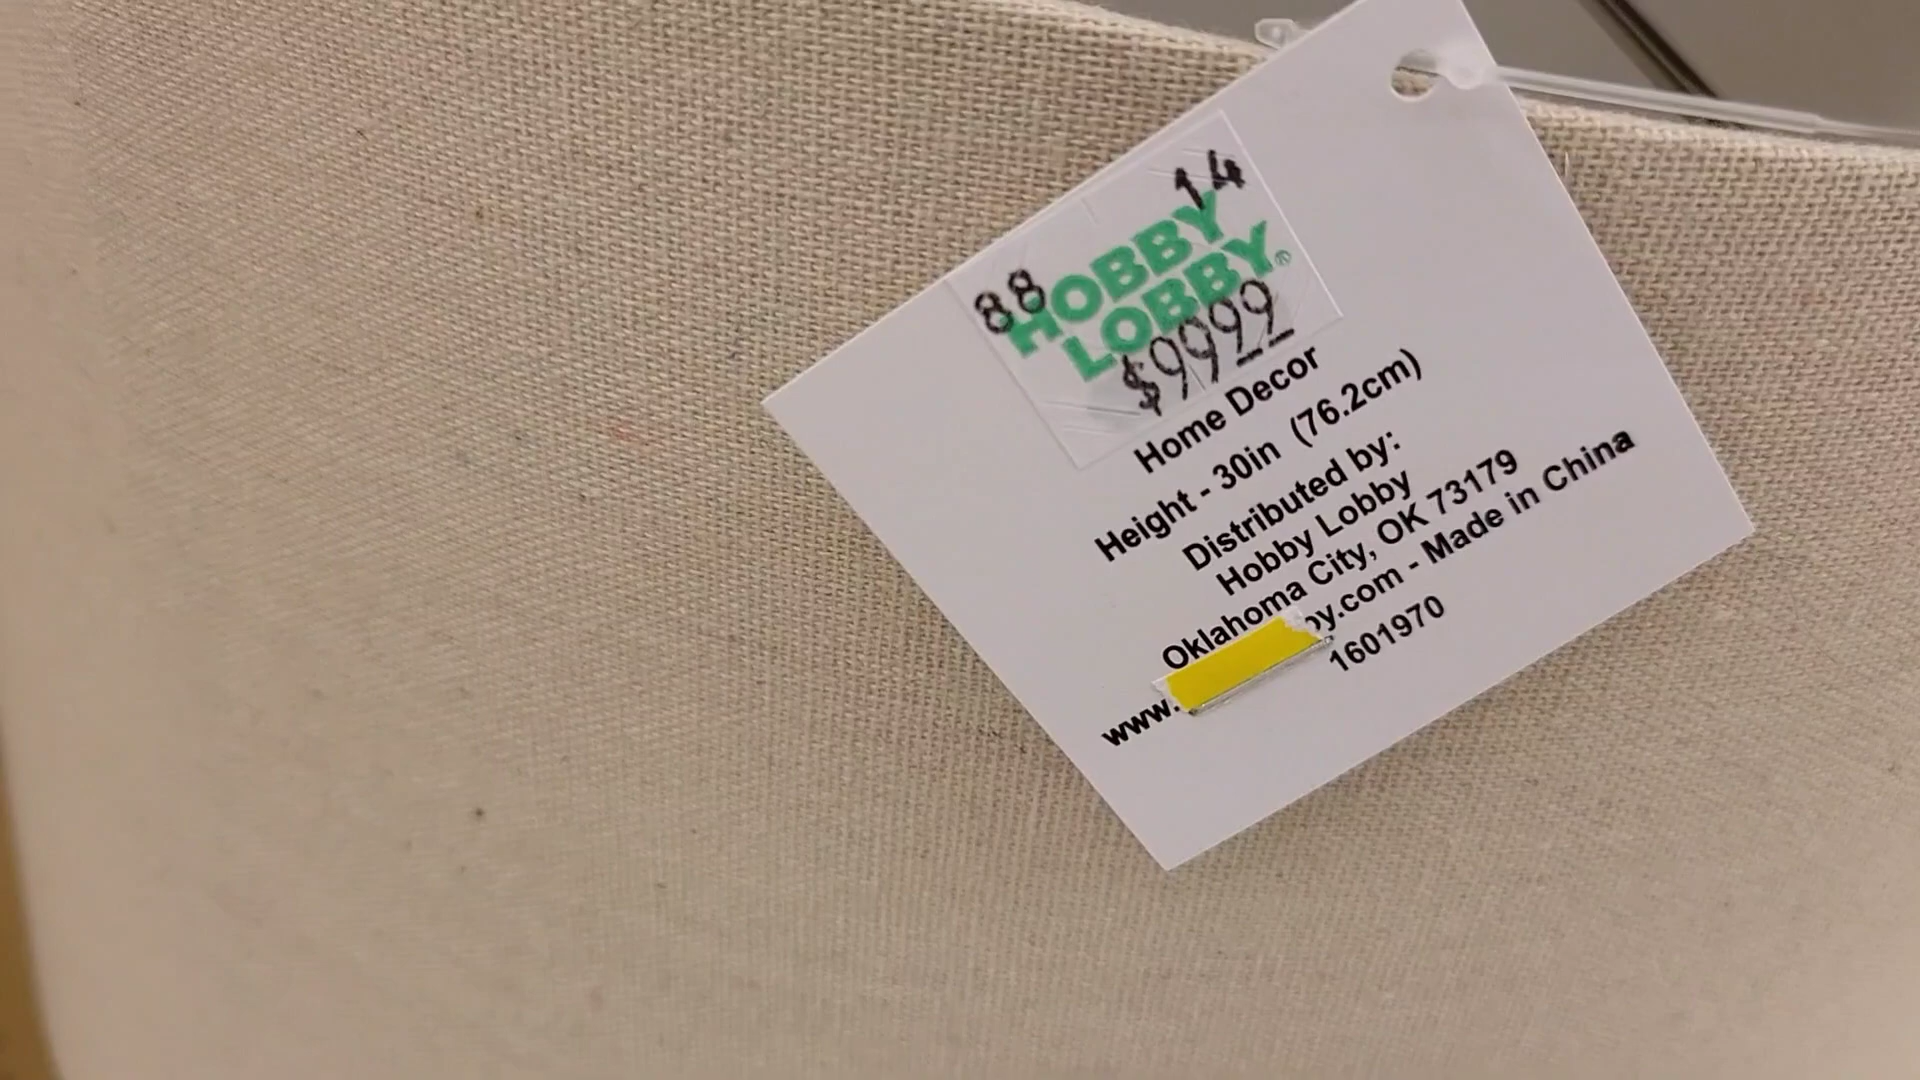 14
88
HOBBY
LOBBY®
$9999
Home Decor
Height - 30in (76.2cm)
Distributed by:
Hobby Lobby
Oklahoma City, OK 73179
www. by.com - Made in China
1601970